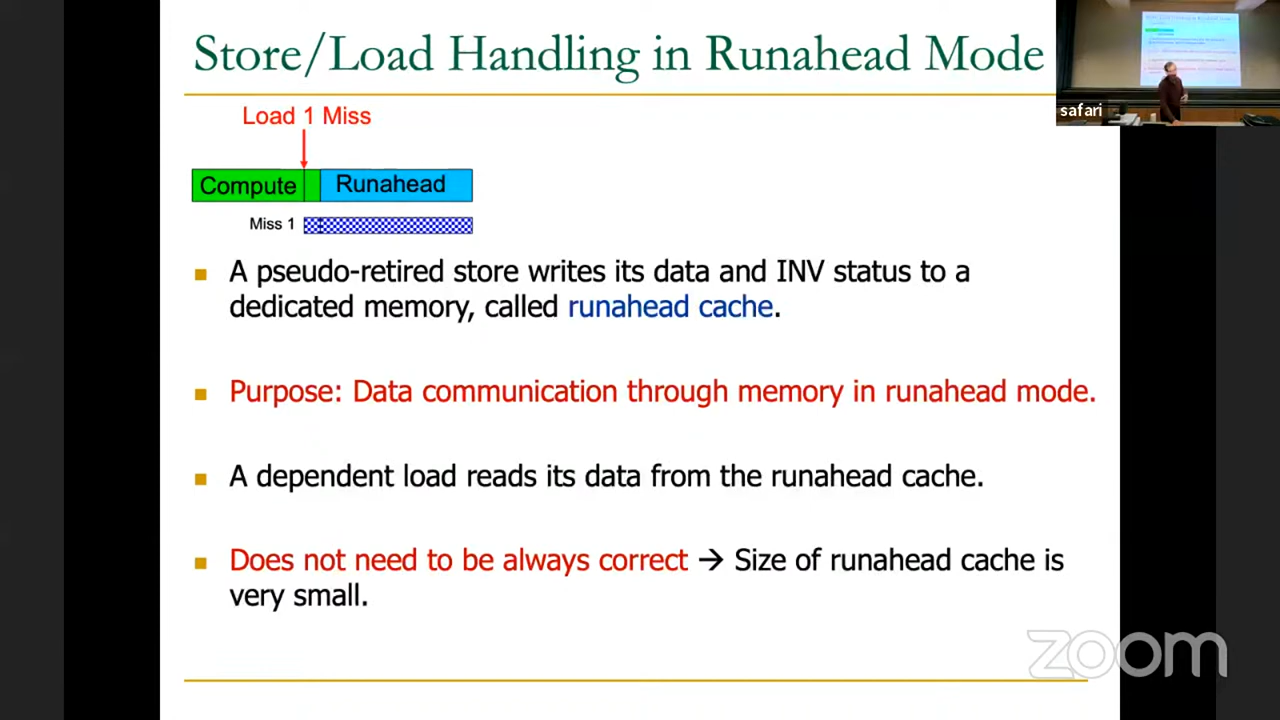 Store/Load Handling in Runahead Mode
safari
Load 1 Miss
Compute
Runahead
Miss 1
A pseudo-retired store writes its data and INV status to a
dedicated memory, called runahead cache.
Purpose: Data communication through memory in runahead mode.
A dependent load reads its data from the runahead cache.
Does not need to be always correct → Size of runahead cache is
very small.
zoom